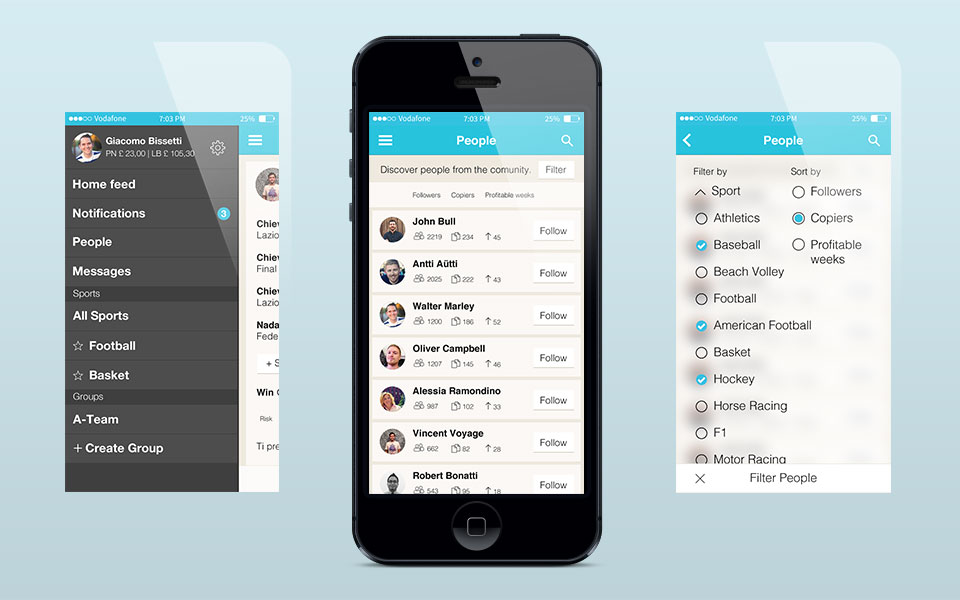 Vodafone 7:03 PM 25%
Giacomo Bissetti
PN £ 23,00 | LB £ 105,30
Home feed
Notifications 3
People
Messages
Sports
All Sports
Football
Basket
Groups
A-Team
+ Create Group
Chiev
Lazio
Chiev
Final
Chiev
Lazio
Nada
Fede
+ S
Win
Risk
Ti pre
Vodafone 7:03 PM 25%
People
Discover people from the comunity. Filter
Followers Copiers Profitable weeks
John Bull
2219 234 45
Follow
Antti Aütti
2025 222 43
Follow
Walter Marley
1200 186 52
Follow
Oliver Campbell
1207 145 46
Follow
Alessia Ramondino
987 102 33
Follow
Vincent Voyage
662 82 28
Follow
Robert Bonatti
543 95 18
Follow
Vodafone 7:03 PM 25%
People
Filter by
Sport
Athletics
Baseball
Beach Volley
Football
American Football
Basket
Hockey
Horse Racing
F1
Motor Racing
Sort by
Followers
Copiers
Profitable
weeks
Filter People